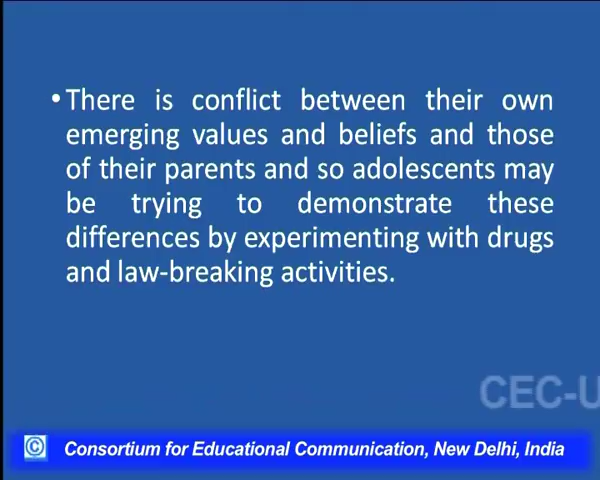 • There is conflict between their own
emerging values and beliefs and those
of their parents and so adolescents may
be trying to demonstrate these
differences by experimenting with drugs
and law-breaking activities.
CEC-U
© Consortium for Educational Communication, New Delhi, India